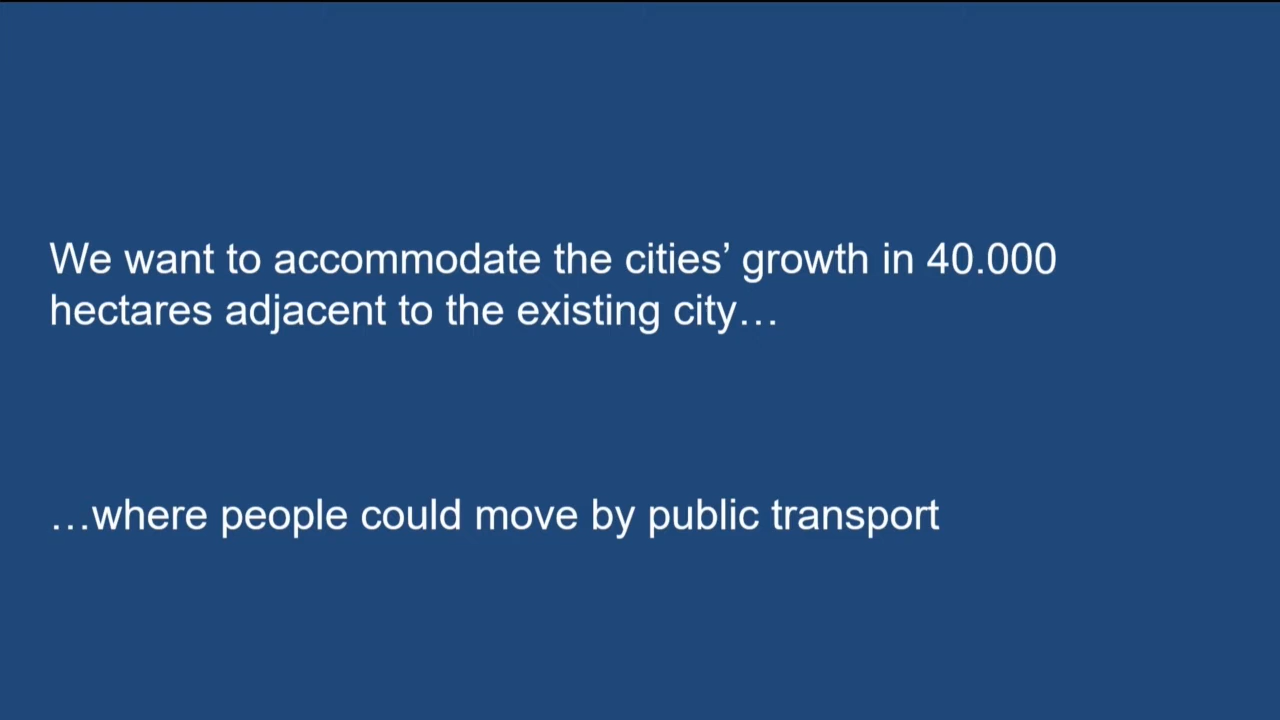 We want to accommodate the cities’ growth in 40.000
hectares adjacent to the existing city…
…where people could move by public transport